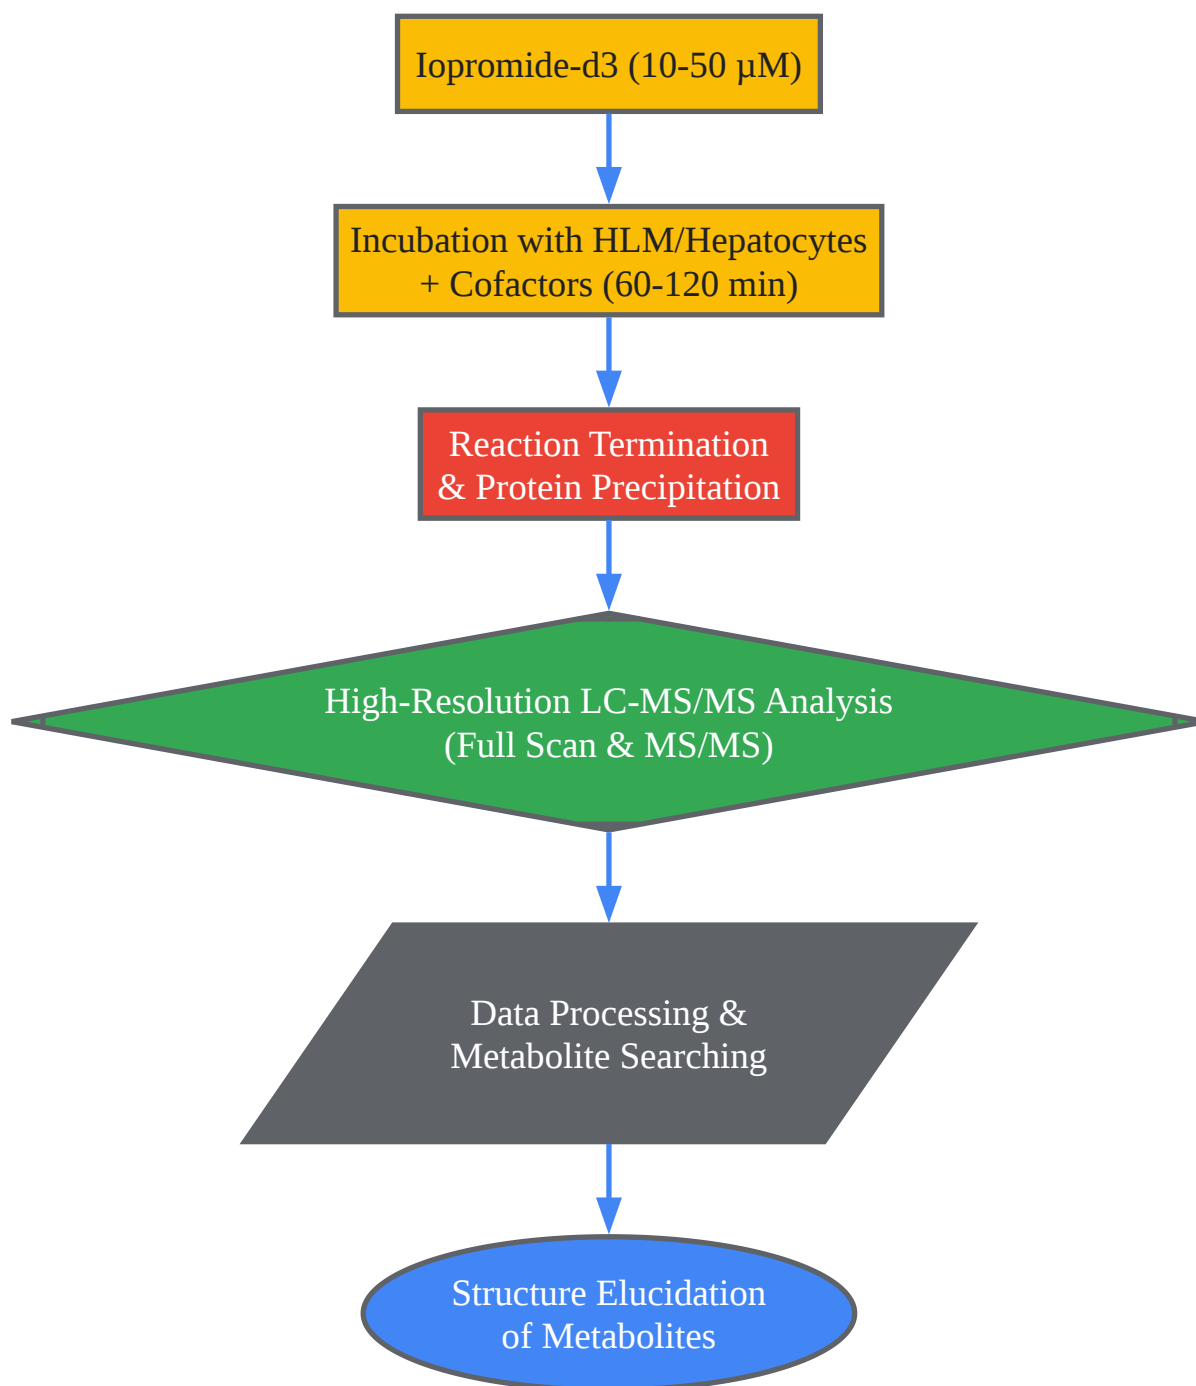 Iopromide-d3 (10-50 µM)
Incubation with HLM/Hepatocytes
+ Cofactors (60-120 min)
Reaction Termination
& Protein Precipitation
High-Resolution LC-MS/MS Analysis
(Full Scan & MS/MS)
Data Processing &
Metabolite Searching
Structure Elucidation
of Metabolites